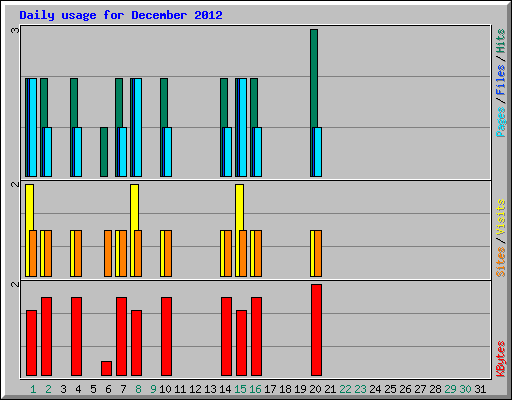 Daily usage for December 2012
3
2
2
Pages/Files/Hits
Sites/Visits
KBytes
1 2 3 4 5 6 7 8 9 10 11 12 13 14 15 16 17 18 19 20 21 22 23 24 25 26 27 28 29 30 31